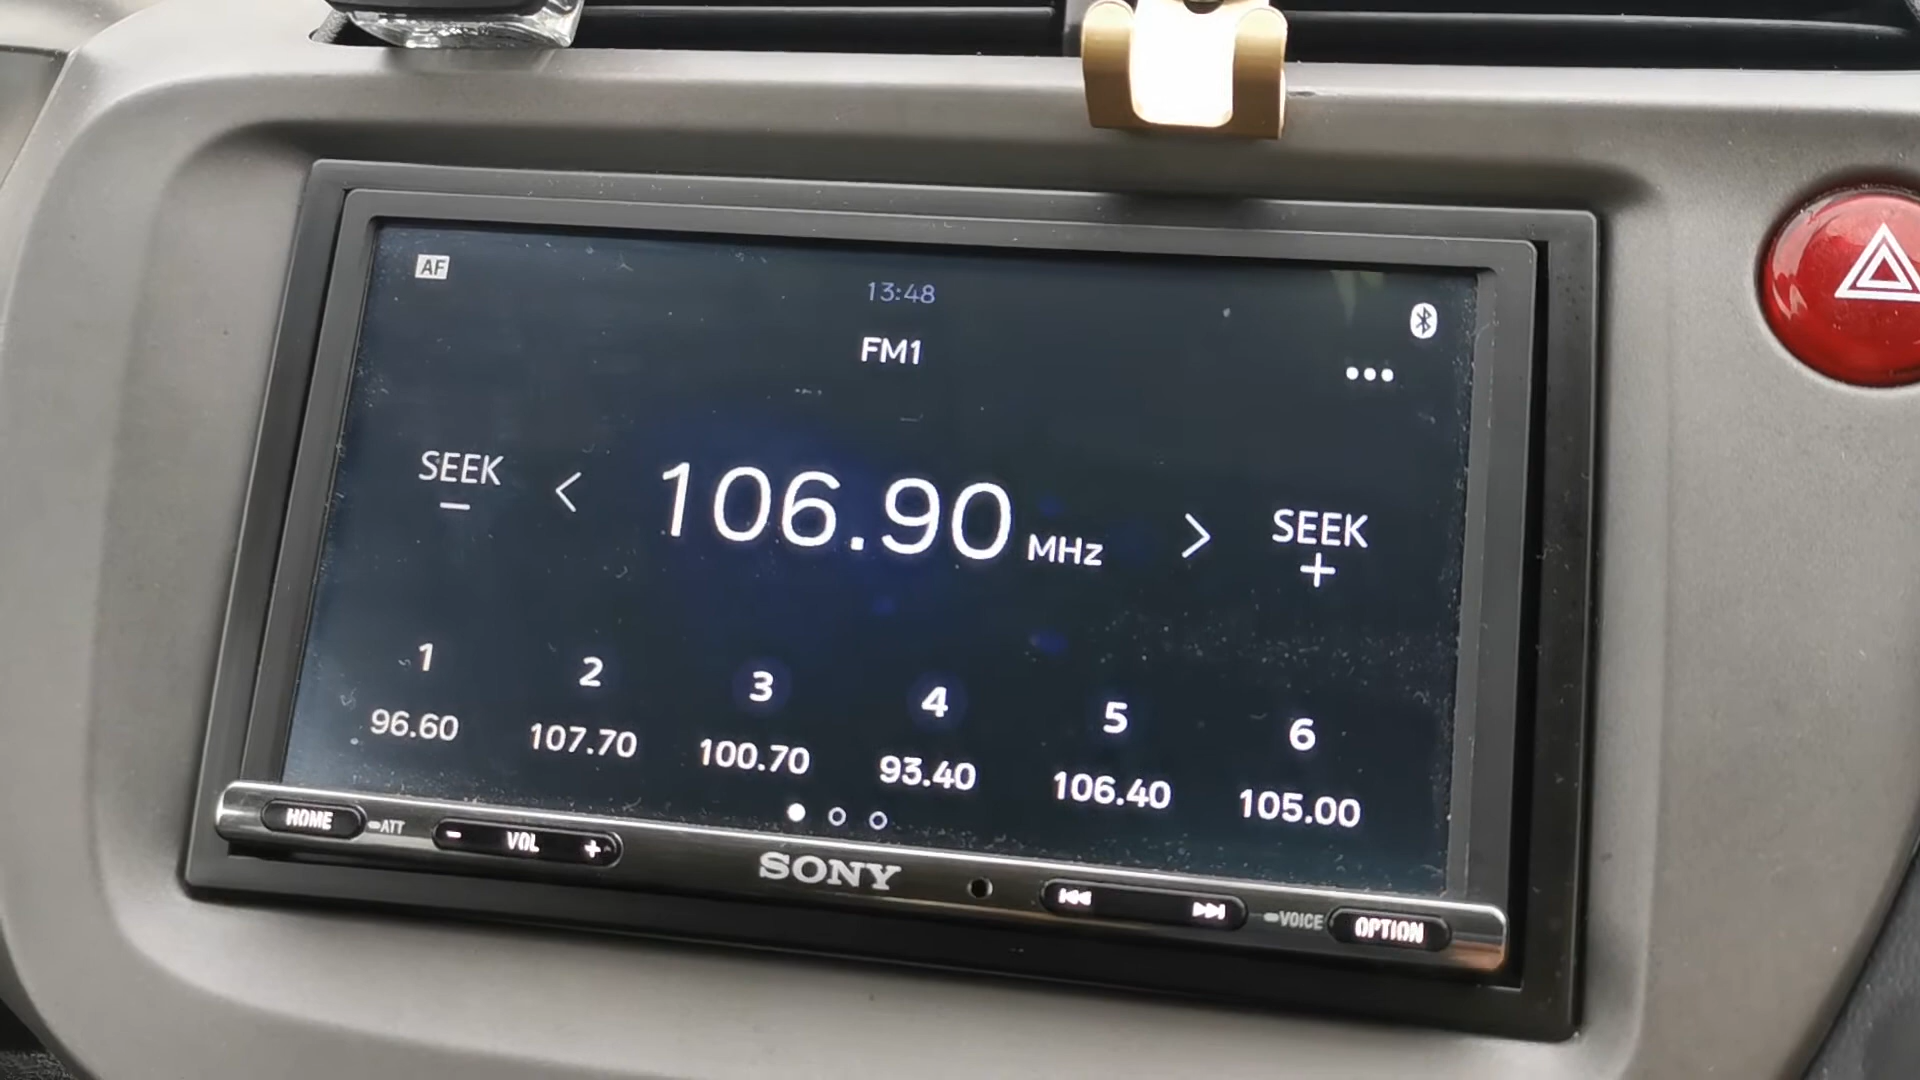 AF
13:48
FM1
SEEK
−
<
106.90 MHz
>
SEEK
+
1 2 3 4 5 6
96.60 107.70 100.70 93.40 106.40 105.00
HOME ATT − VOL + SONY VOICE OPTION